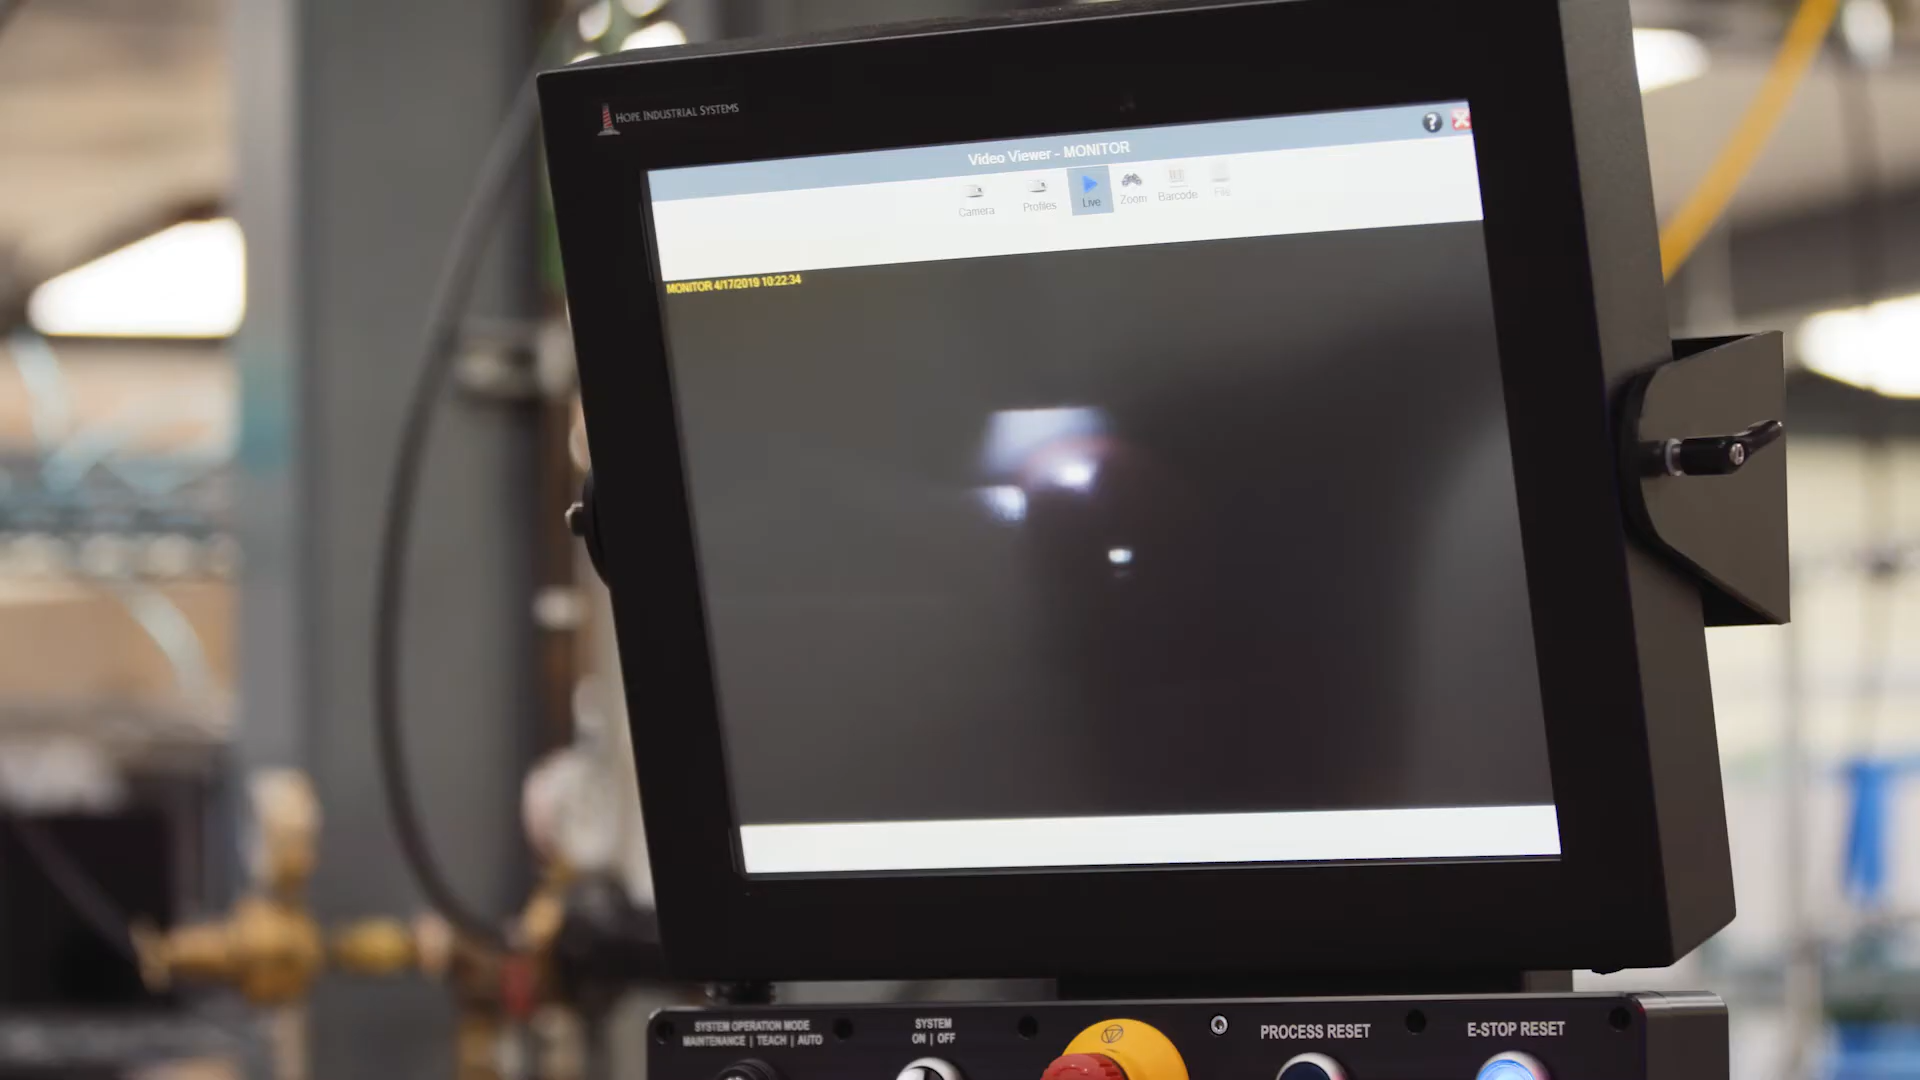 HOPE INDUSTRIAL SYSTEMS
Video Viewer - MONITOR
Camera Profiles Live Zoom Barcode File
MONITOR 4/17/2019 10:22:34
SYSTEM OPERATION MODE
MAINTENANCE | TEACH | AUTO
SYSTEM
ON | OFF
PROCESS RESET
E-STOP RESET